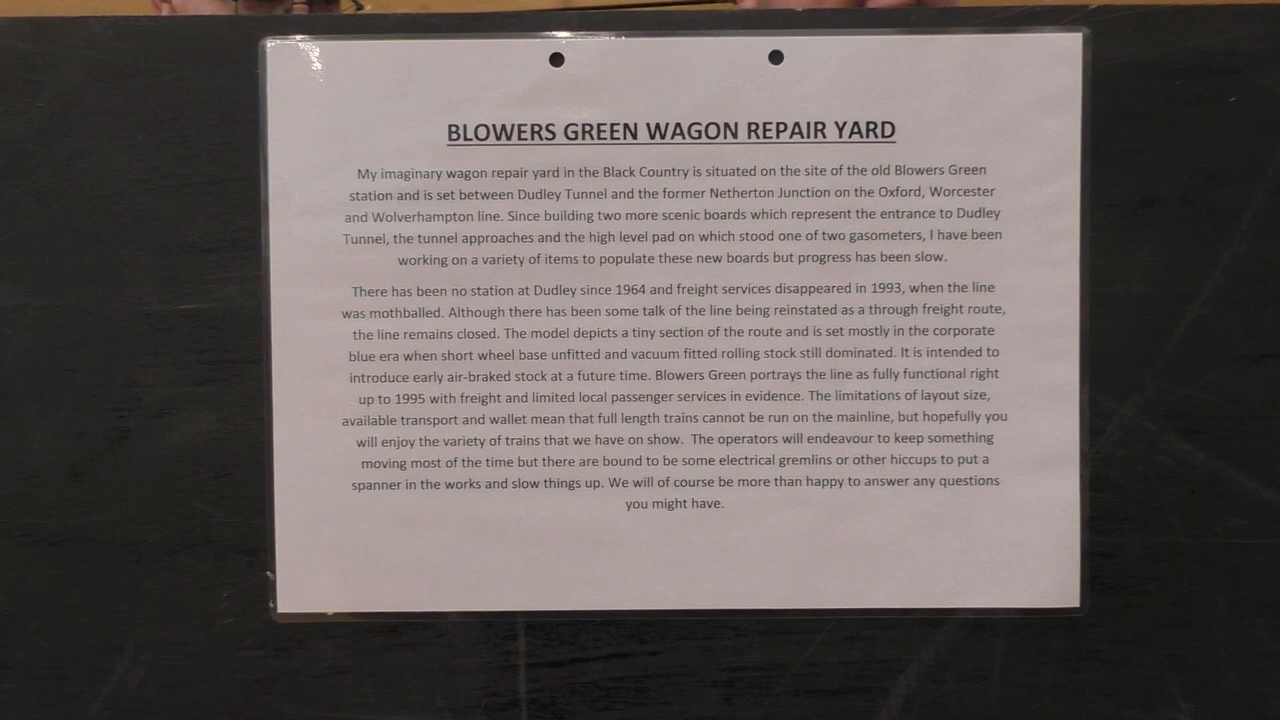 BLOWERS GREEN WAGON REPAIR YARD
My imaginary wagon repair yard in the Black Country is situated on the site of the old Blowers Green
station and is set between Dudley Tunnel and the former Netherton Junction on the Oxford, Worcester
and Wolverhampton line. Since building two more scenic boards which represent the entrance to Dudley
Tunnel, the tunnel approaches and the high level pad on which stood one of two gasometers, I have been
working on a variety of items to populate these new boards but progress has been slow.
There has been no station at Dudley since 1964 and freight services disappeared in 1993, when the line
was mothballed. Although there has been some talk of the line being reinstated as a through freight route,
the line remains closed. The model depicts a tiny section of the route and is set mostly in the corporate
blue era when short wheel base unfitted and vacuum fitted rolling stock still dominated. It is intended to
introduce early air-braked stock at a future time. Blowers Green portrays the line as fully functional right
up to 1995 with freight and limited local passenger services in evidence. The limitations of layout size,
available transport and wallet mean that full length trains cannot be run on the mainline, but hopefully you
will enjoy the variety of trains that we have on show. The operators will endeavour to keep something
moving most of the time but there are bound to be some electrical gremlins or other hiccups to put a
spanner in the works and slow things up. We will of course be more than happy to answer any questions
you might have.